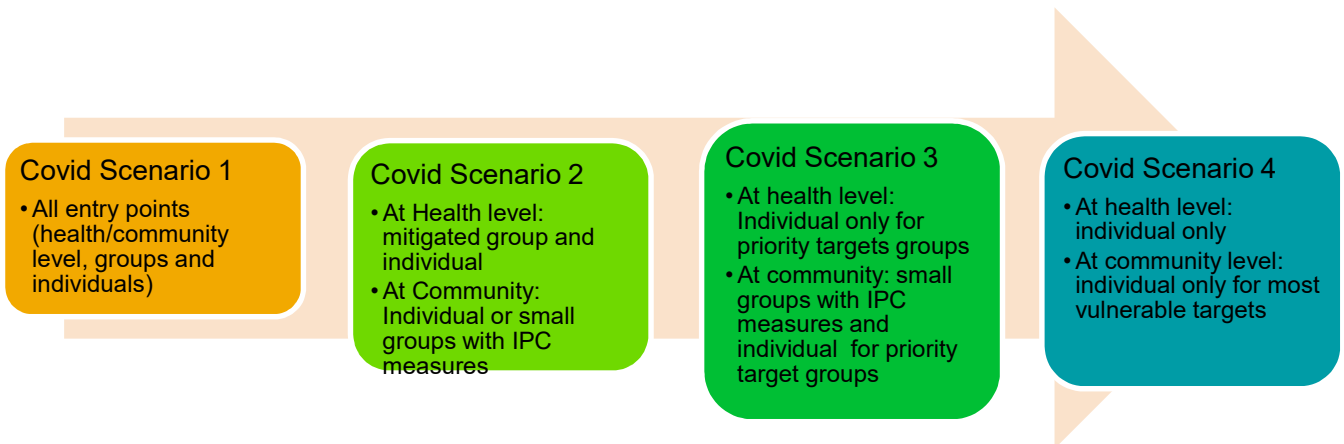 Covid Scenario 1
• All entry points
(health/community
level, groups and
individuals)
Covid Scenario 2
• At Health level:
mitigated group and
individual
• At Community:
Individual or small
groups with IPC
measures
Covid Scenario 3
• At health level:
Individual only for
priority targets groups
• At community: small
groups with IPC
measures and
individual  for priority
target groups
Covid Scenario 4
• At health level:
individual only
• At community level:
individual only for most
vulnerable targets